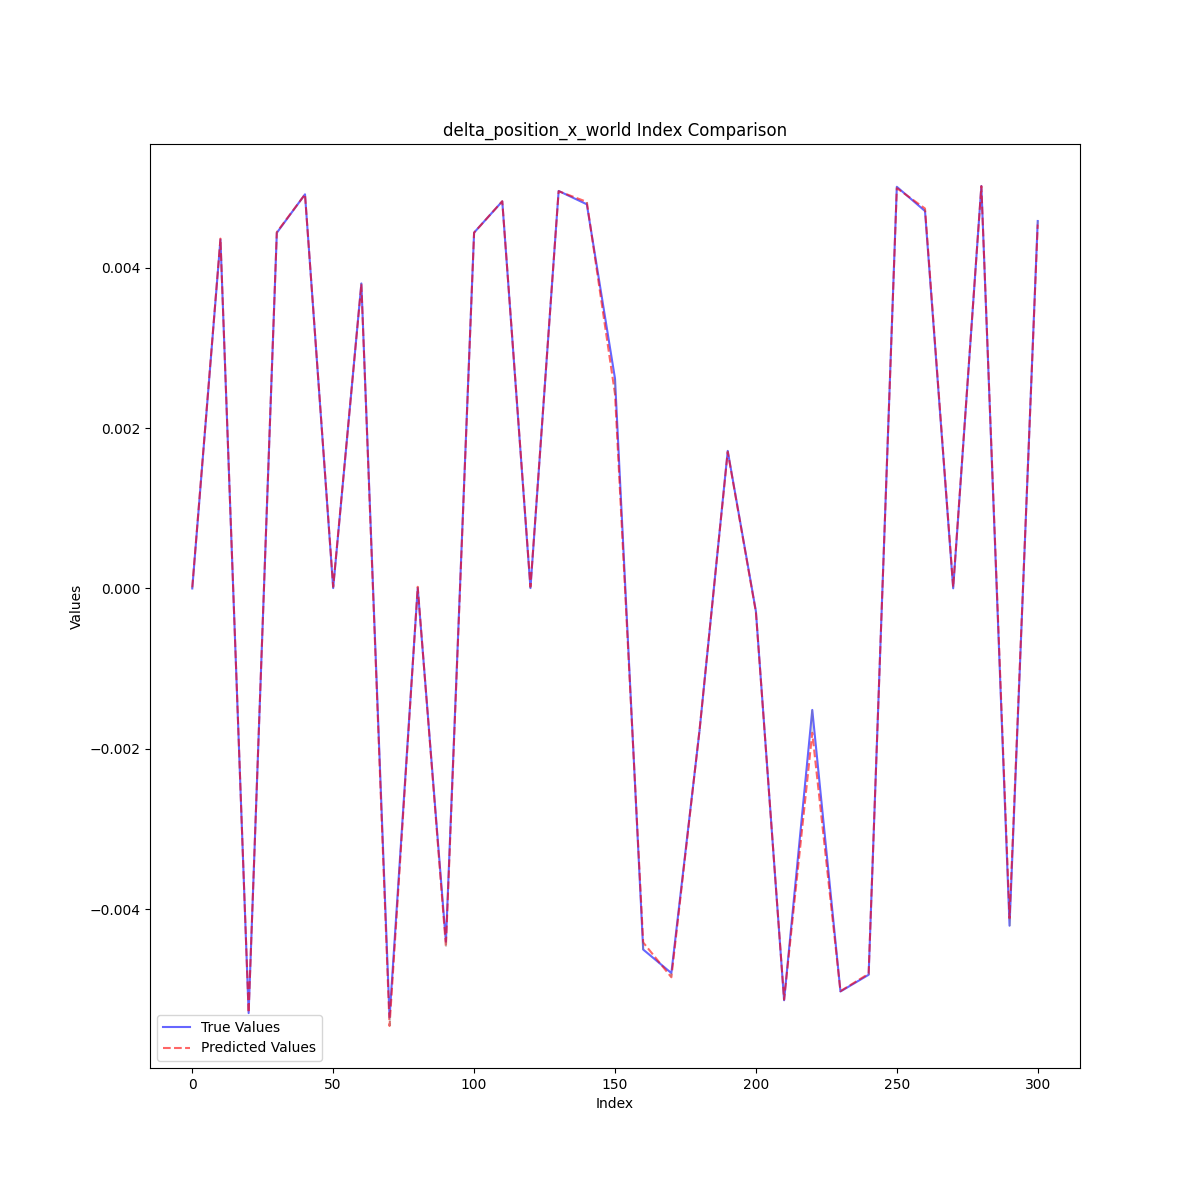 delta_position_x_world Index Comparison
0.004
0.002
0.000
−0.002
−0.004
Values
True Values
Predicted Values
0 50 100 150 200 250 300
Index